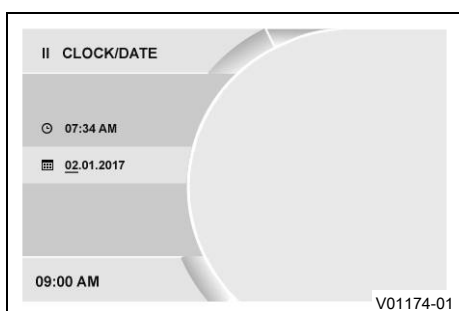 II CLOCK/DATE
07:34 AM
02.01.2017
09:00 AM
V01174-01